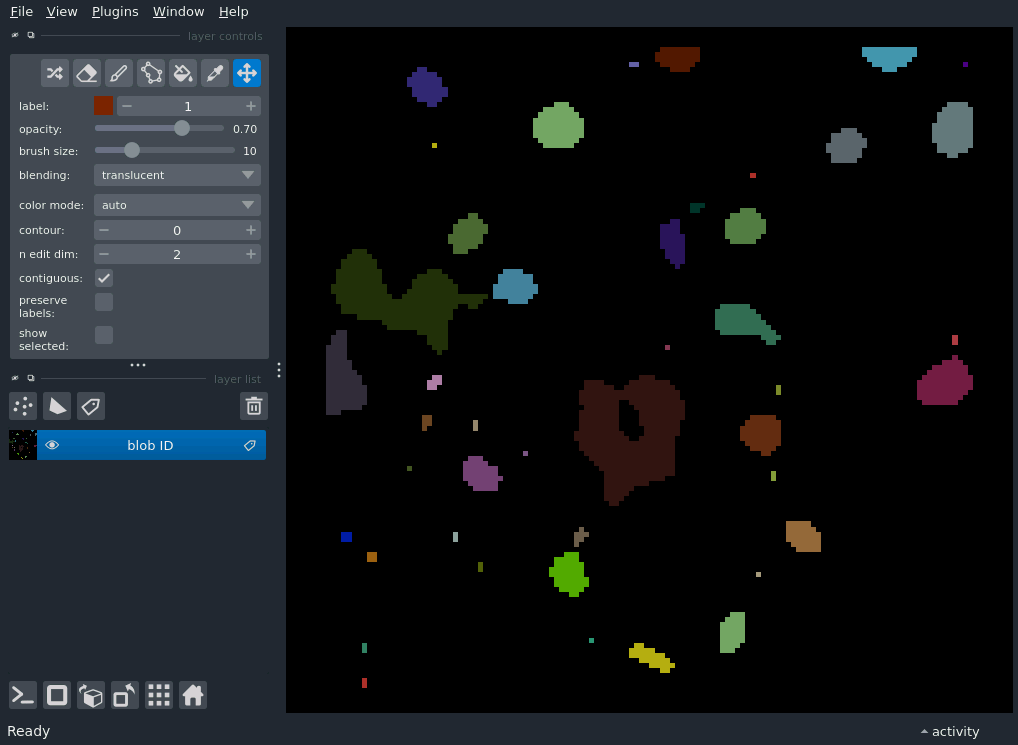 File View Plugins Window Help
layer controls
label: 1
opacity: 0.70
brush size: 10
blending: translucent
color mode: auto
contour: 0
n edit dim: 2
contiguous:
preserve
labels:
show
selected:
layer list
blob ID
Ready
activity